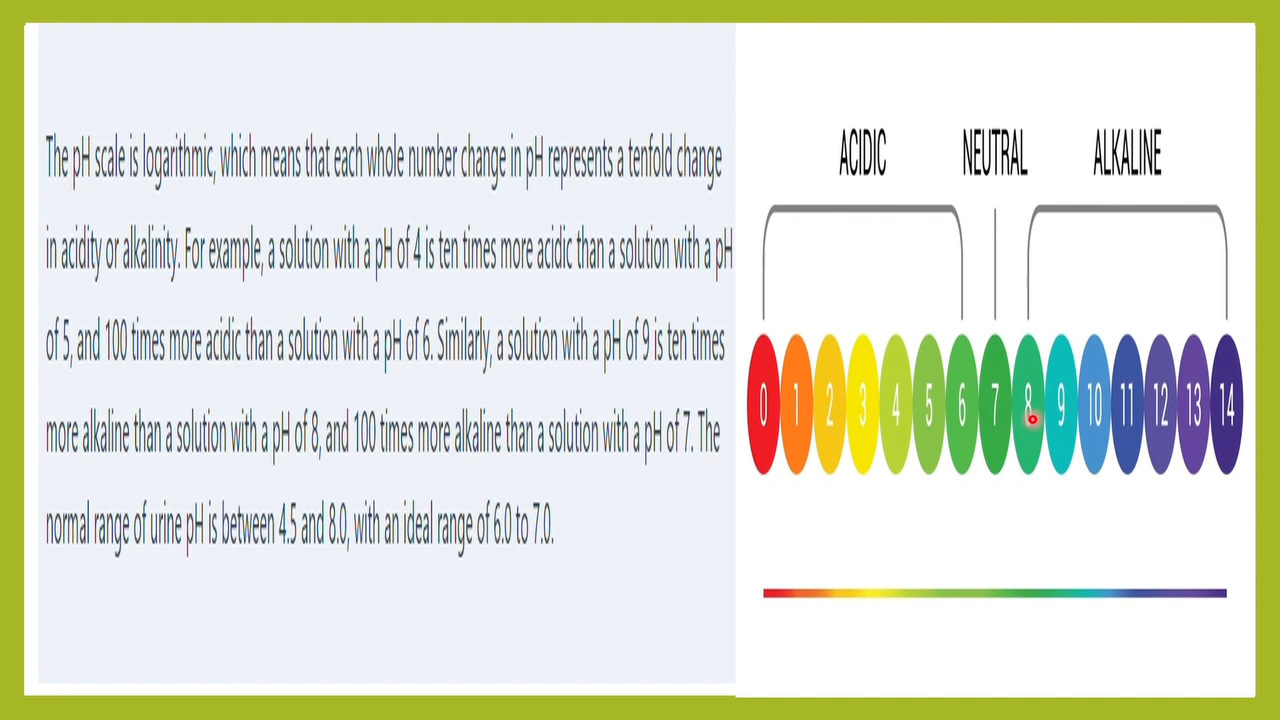 The pH scale is logarithmic, which means that each whole number change in pH represents a tenfold change
in acidity or alkalinity. For example, a solution with a pH of 4 is ten times more acidic than a solution with a pH
of 5, and 100 times more acidic than a solution with a pH of 6. Similarly, a solution with a pH of 9 is ten times
more alkaline than a solution with a pH of 8, and 100 times more alkaline than a solution with a pH of 7. The
normal range of urine pH is between 4.5 and 8.0, with an ideal range of 6.0 to 7.0.
ACIDIC NEUTRAL ALKALINE
0 1 2 3 4 5 6 7 8 9 10 11 12 13 14